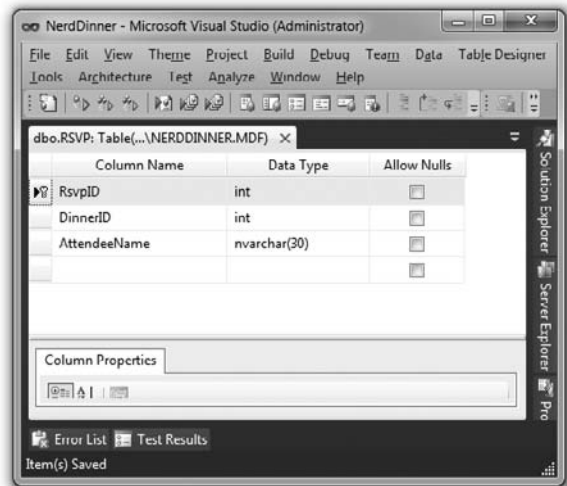 NerdDinner - Microsoft Visual Studio (Administrator)
File Edit View Theme Project Build Debug Team Data Table Designer
Tools Architecture Test Analyze Window Help
dbo.RSVP: Table(...\NERDDINNER.MDF)
Column Name Data Type Allow Nulls
RsvpID int
DinnerID int
AttendeeName nvarchar(30)
Column Properties
Solution Explorer
Server Explorer
Pro
Error List Test Results
Item(s) Saved